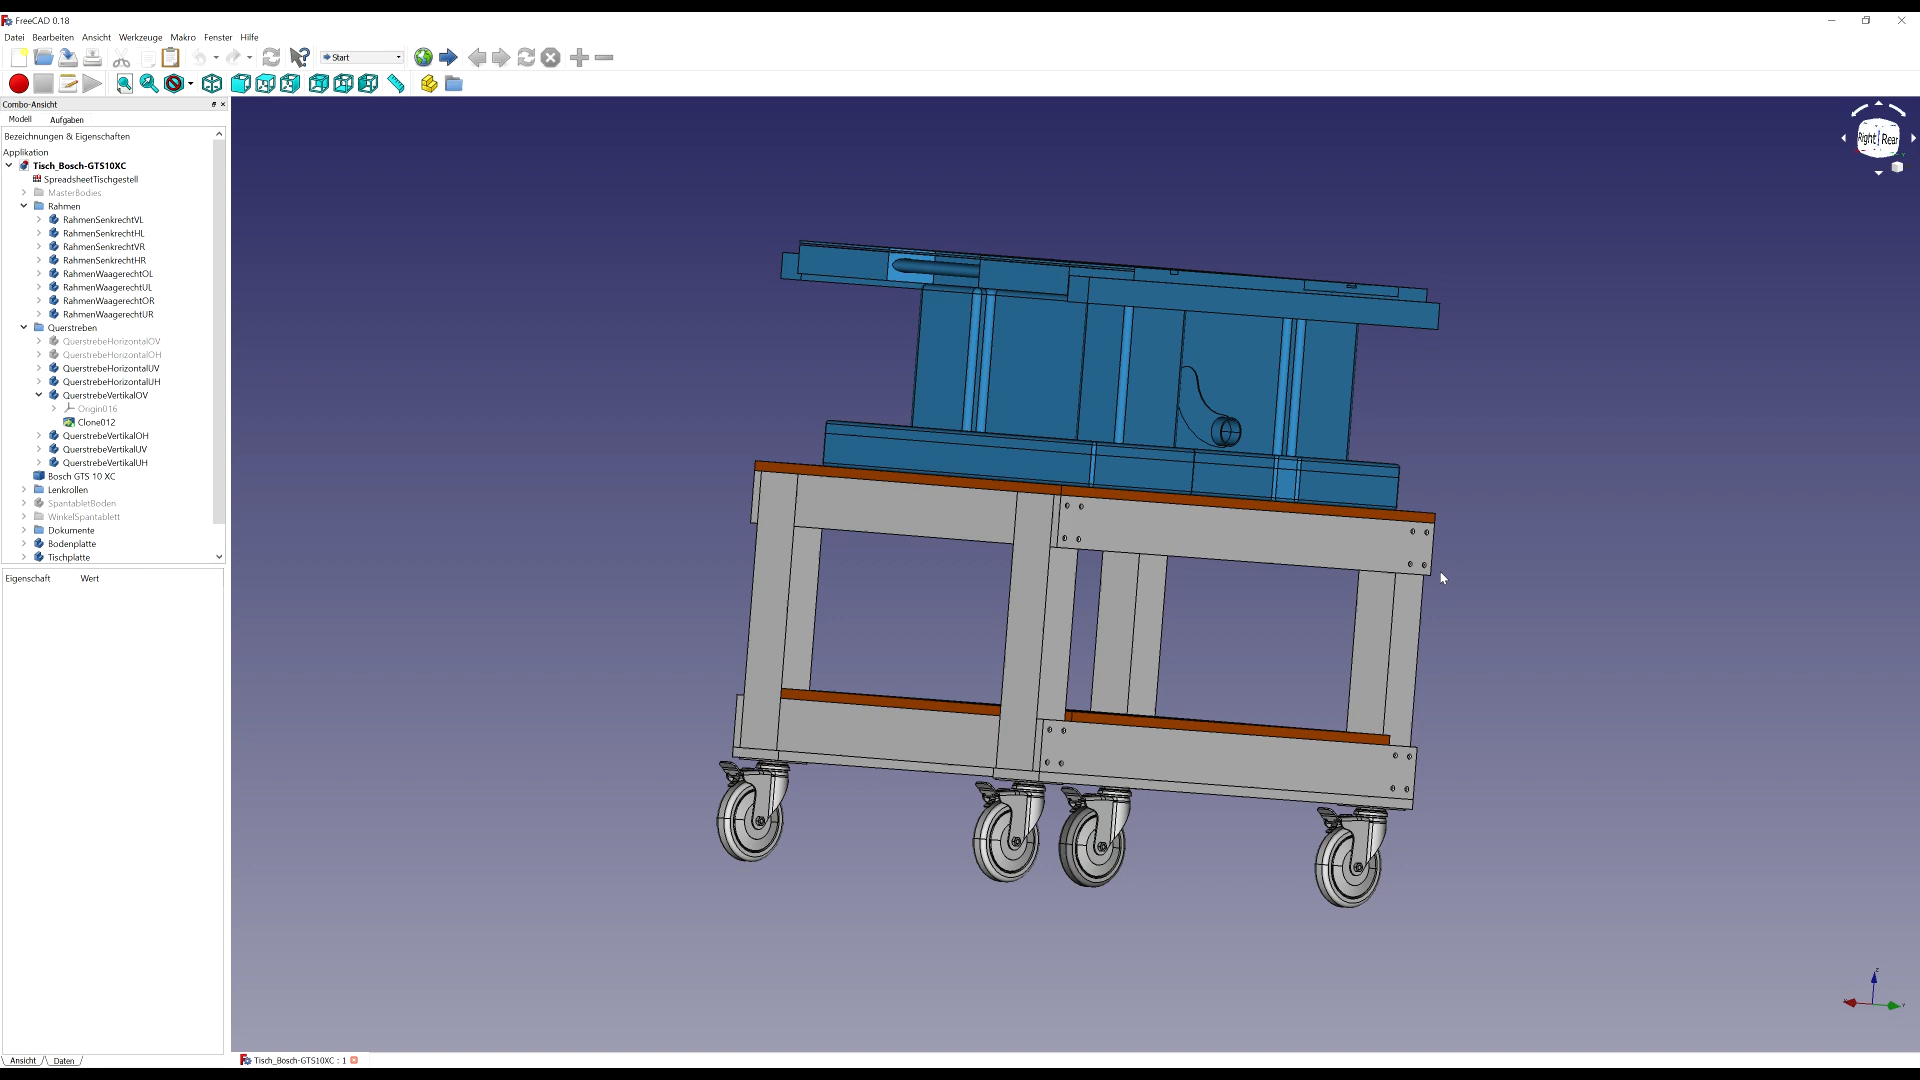 FreeCAD 0.18
Datei Bearbeiten Ansicht Werkzeuge Makro Fenster Hilfe
Start
Combo-Ansicht
Modell Aufgaben
Bezeichnungen & Eigenschaften
Applikation
Tisch_Bosch-GTS10XC
SpreadsheetTischgestell
MasterBodies
Rahmen
RahmenSenkrechtVL
RahmenSenkrechtHL
RahmenSenkrechtVR
RahmenSenkrechtHR
RahmenWaagerechtOL
RahmenWaagerechtUL
RahmenWaagerechtOR
RahmenWaagerechtUR
Querstreben
QuerstrebeHorizontalOV
QuerstrebeHorizontalOH
QuerstrebeHorizontalUV
QuerstrebeHorizontalUH
QuerstrebeVertikalOV
Origin016
Clone012
QuerstrebeVertikalOH
QuerstrebeVertikalUV
QuerstrebeVertikalUH
Bosch GTS 10 XC
Lenkrollen
SpantablettBoden
WinkelSpantablett
Dokumente
Bodenplatte
Tischplatte
Eigenschaft Wert
Right Rear
Z
Y
Ansicht Daten
Tisch_Bosch-GTS10XC : 1